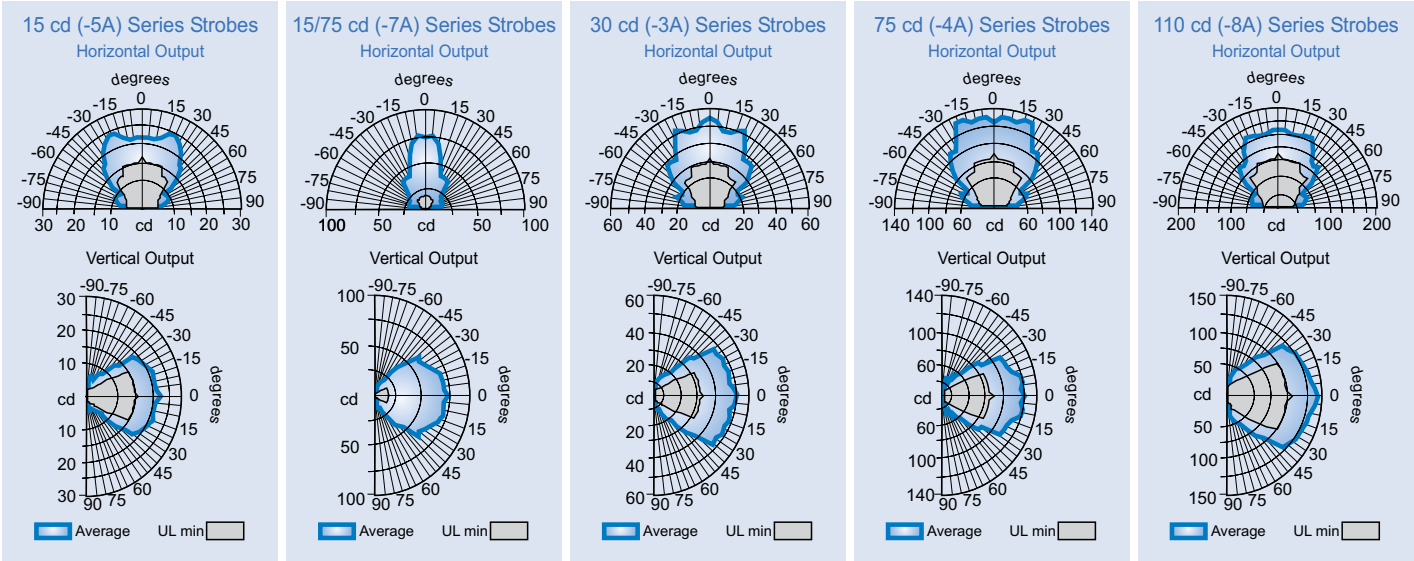 15 cd (-5A) Series Strobes
Horizontal Output
degrees
-90 -75 -60 -45 -30 -15 0 15 30 45 60 75 90
30 20 10 cd 10 20 30
Vertical Output
30 20 10 cd 10 20 30
-90 -75 -60 -45 -30 -15 0 15 30 45 60 75 90
degrees
Average UL min
15/75 cd (-7A) Series Strobes
Horizontal Output
degrees
-90 -75 -60 -45 -30 -15 0 15 30 45 60 75 90
100 50 cd 50 100
Vertical Output
100 50 cd 50 100
-90 -75 -60 -45 -30 -15 0 15 30 45 60 75 90
degrees
Average UL min
30 cd (-3A) Series Strobes
Horizontal Output
degrees
-90 -75 -60 -45 -30 -15 0 15 30 45 60 75 90
60 40 20 cd 20 40 60
Vertical Output
60 40 20 cd 20 40 60
-90 -75 -60 -45 -30 -15 0 15 30 45 60 75 90
degrees
Average UL min
75 cd (-4A) Series Strobes
Horizontal Output
degrees
-90 -75 -60 -45 -30 -15 0 15 30 45 60 75 90
140 100 60 cd 60 100 140
Vertical Output
140 100 60 cd 60 100 140
-90 -75 -60 -45 -30 -15 0 15 30 45 60 75 90
degrees
Average UL min
110 cd (-8A) Series Strobes
Horizontal Output
degrees
-90 -75 -60 -45 -30 -15 0 15 30 45 60 75 90
200 100 cd 100 200
Vertical Output
150 100 50 cd 50 100 150
-90 -75 -60 -45 -30 -15 0 15 30 45 60 75 90
degrees
Average UL min